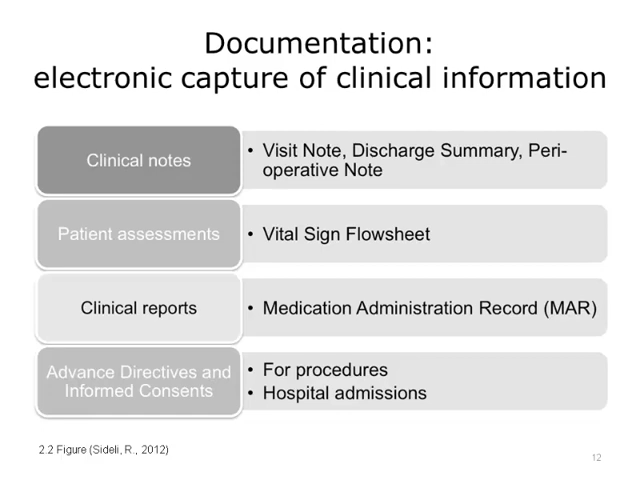 Documentation:
electronic capture of clinical information
Clinical notes
• Visit Note, Discharge Summary, Peri-
operative Note
Patient assessments
• Vital Sign Flowsheet
Clinical reports
• Medication Administration Record (MAR)
Advance Directives and
Informed Consents
• For procedures
• Hospital admissions
2.2 Figure (Sideli, R., 2012)
12